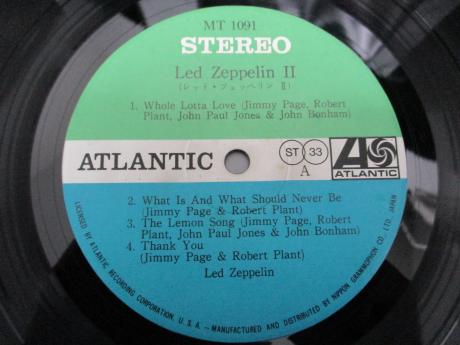 MT 1091
STEREO
Led Zeppelin II
(レッド・ツェッペリン II)
1. Whole Lotta Love (Jimmy Page, Robert
Plant, John Paul Jones & John Bonham)
ATLANTIC
ST 33
A
ATLANTIC
2. What Is And What Should Never Be
(Jimmy Page & Robert Plant)
3. The Lemon Song (Jimmy Page, Robert
Plant, John Paul Jones & John Bonham)
4. Thank You
(Jimmy Page & Robert Plant)
Led Zeppelin
LICENSED BY ATLANTIC RECORDING CORPORATION, U.S.A.-MANUFACTURED AND DISTRIBUTED BY NIPPON GRAMMOPHON CO., LTD. JAPAN